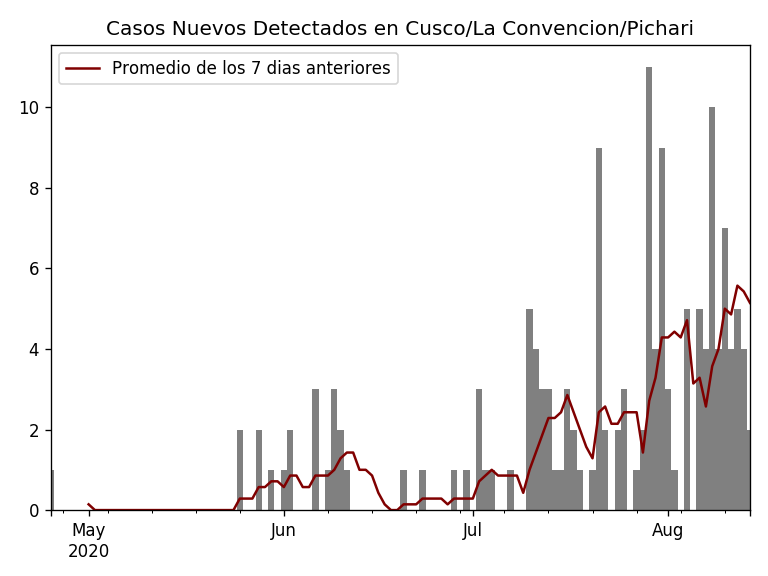 Casos Nuevos Detectados en Cusco/La Convencion/Pichari
Promedio de los 7 dias anteriores
10
8
6
4
2
0
May Jun Jul Aug
2020